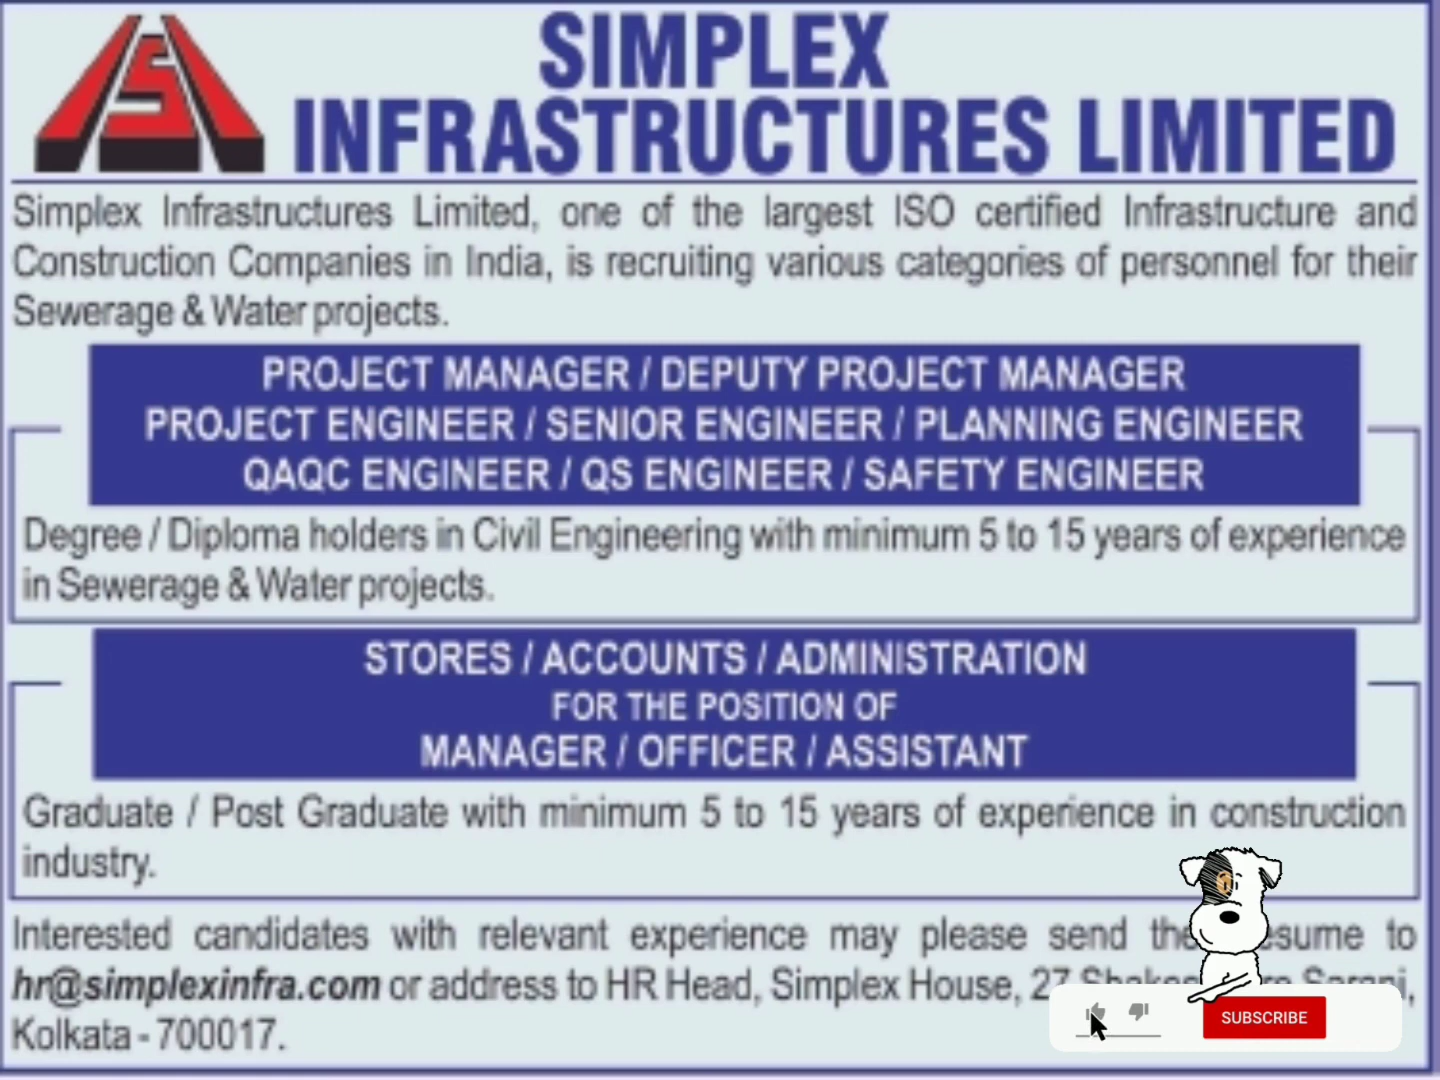 SIMPLEX
INFRASTRUCTURES LIMITED
Simplex Infrastructures Limited, one of the largest ISO certified Infrastructure and
Construction Companies in India, is recruiting various categories of personnel for their
Sewerage & Water projects.
PROJECT MANAGER / DEPUTY PROJECT MANAGER
PROJECT ENGINEER / SENIOR ENGINEER / PLANNING ENGINEER
QAQC ENGINEER / QS ENGINEER / SAFETY ENGINEER
Degree / Diploma holders in Civil Engineering with minimum 5 to 15 years of experience
in Sewerage & Water projects.
STORES / ACCOUNTS / ADMINISTRATION
FOR THE POSITION OF
MANAGER / OFFICER / ASSISTANT
Graduate / Post Graduate with minimum 5 to 15 years of experience in construction
industry.
Interested candidates with relevant experience may please send to
hr@simplexinfra.com or address to HR Head, Simplex House, 27
Kolkata - 700017.
SUBSCRIBE